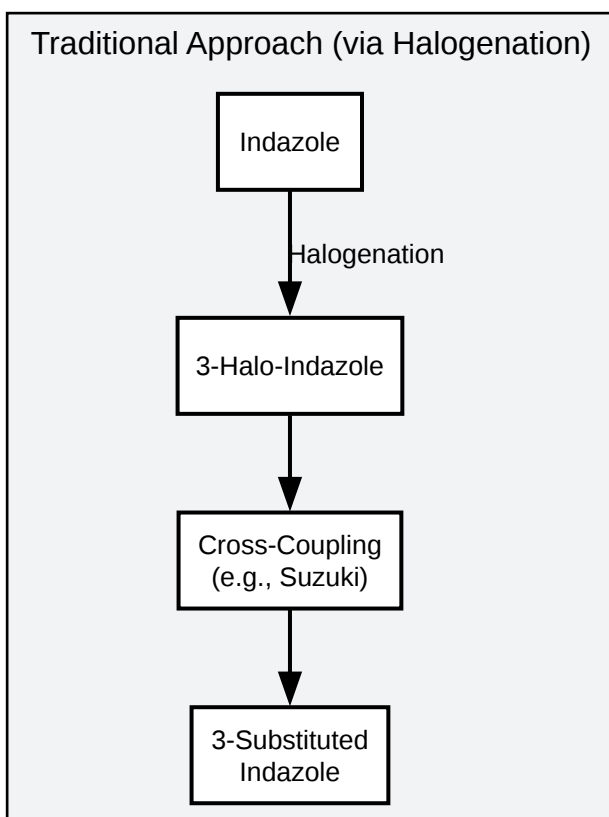 Traditional Approach (via Halogenation)
Indazole
Halogenation
3-Halo-Indazole
Cross-Coupling
(e.g., Suzuki)
3-Substituted
Indazole